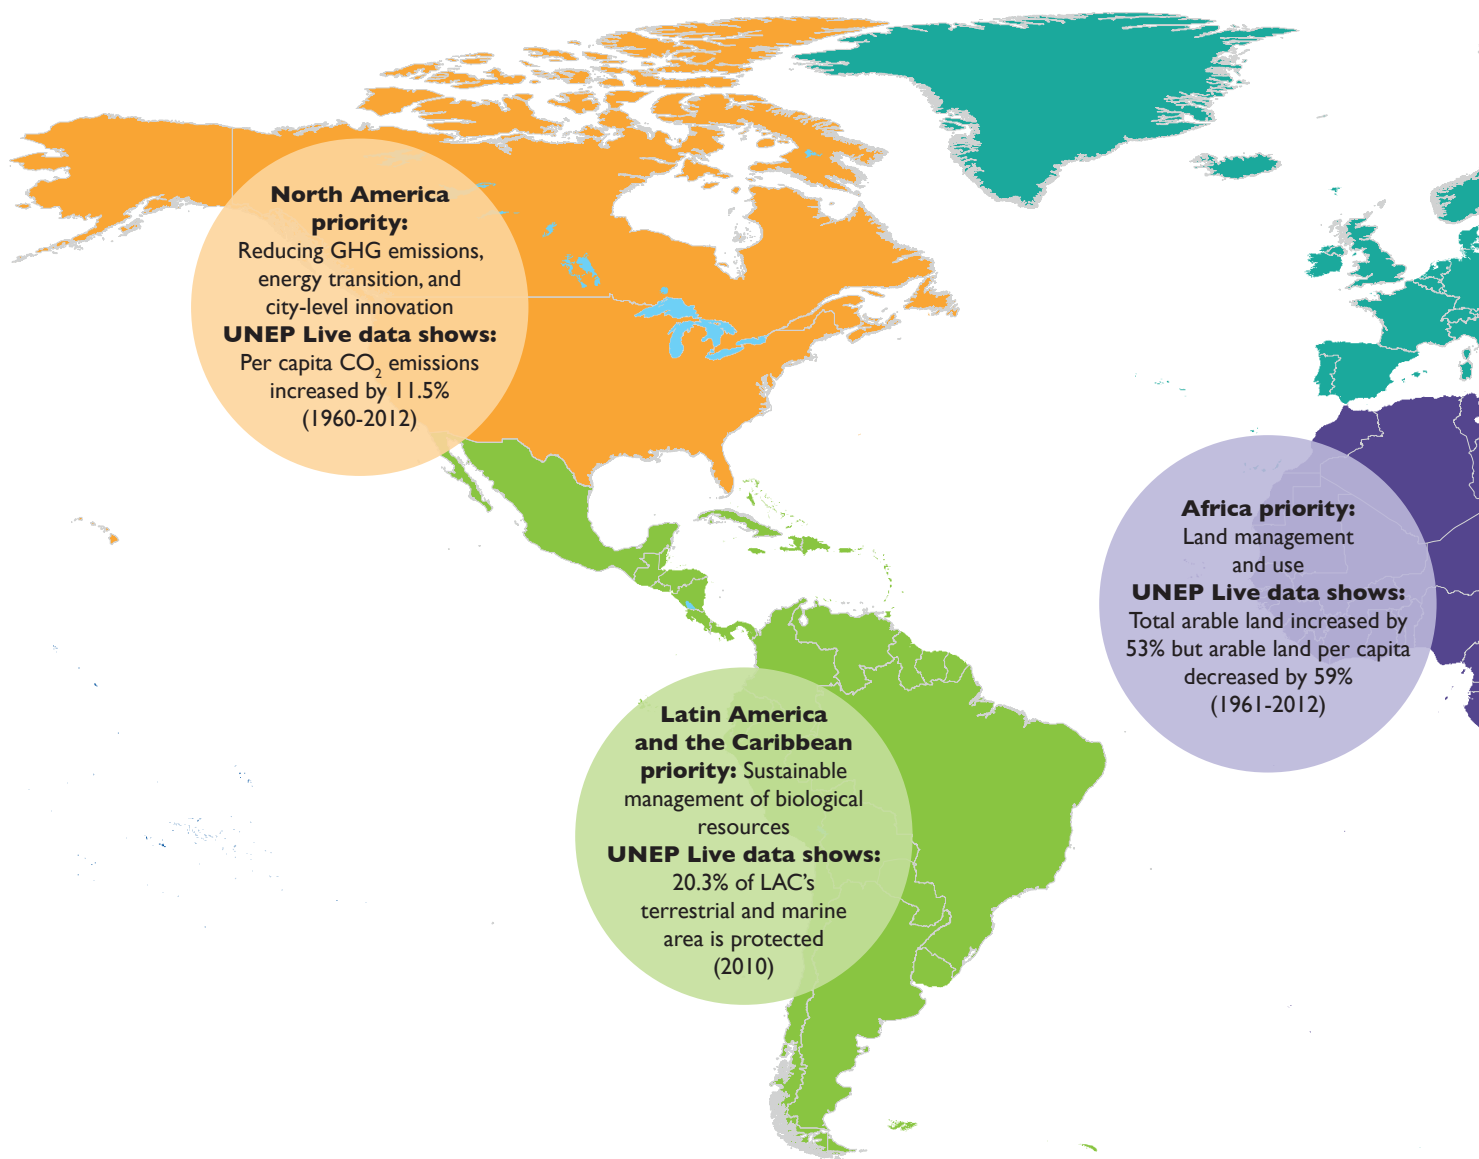 North America
priority:
Reducing GHG emissions,
energy transition, and
city-level innovation
UNEP Live data shows:
Per capita CO₂ emissions
increased by 11.5%
(1960-2012)
Africa priority:
Land management
and use
UNEP Live data shows:
Total arable land increased by
53% but arable land per capita
decreased by 59%
(1961-2012)
Latin America
and the Caribbean
priority: Sustainable
management of biological
resources
UNEP Live data shows:
20.3% of LAC’s
terrestrial and marine
area is protected
(2010)